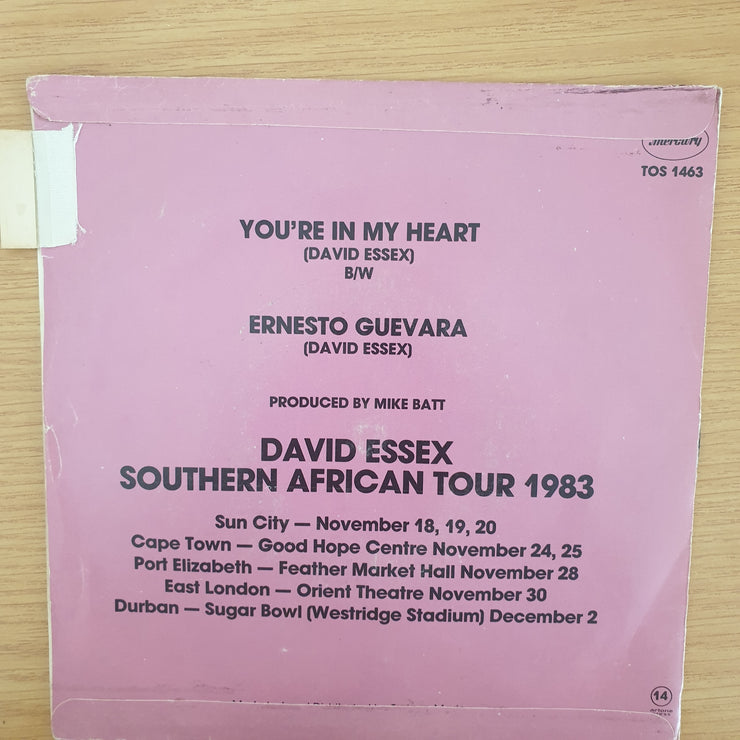 mercury
TOS 1463
YOU'RE IN MY HEART
(DAVID ESSEX)
B/W
ERNESTO GUEVARA
(DAVID ESSEX)
PRODUCED BY MIKE BATT
DAVID ESSEX
SOUTHERN AFRICAN TOUR 1983
Sun City — November 18, 19, 20
Cape Town — Good Hope Centre November 24, 25
Port Elizabeth — Feather Market Hall November 28
East London — Orient Theatre November 30
Durban — Sugar Bowl (Westridge Stadium) December 2
14